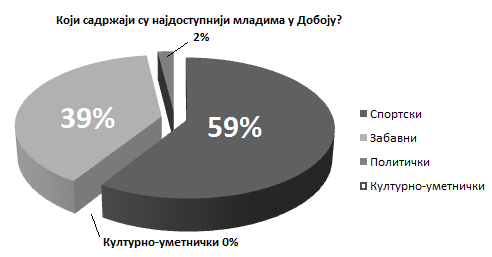 Који садржаји су најдоступнији младима у Добоју?
2%
39%
59%
Спортски
Забавни
Политички
Културно-уметнички
Културно-уметнички 0%